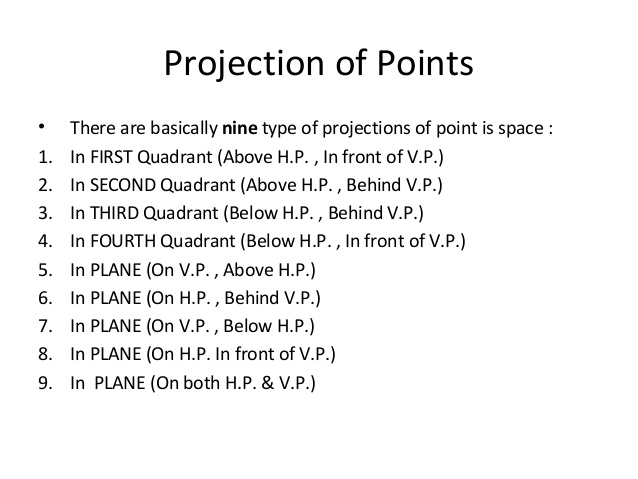 Projection of Points
• There are basically nine type of projections of point is space :
1. In FIRST Quadrant (Above H.P. , In front of V.P.)
2. In SECOND Quadrant (Above H.P. , Behind V.P.)
3. In THIRD Quadrant (Below H.P. , Behind V.P.)
4. In FOURTH Quadrant (Below H.P. , In front of V.P.)
5. In PLANE (On V.P. , Above H.P.)
6. In PLANE (On H.P. , Behind V.P.)
7. In PLANE (On V.P. , Below H.P.)
8. In PLANE (On H.P. In front of V.P.)
9. In  PLANE (On both H.P. & V.P.)